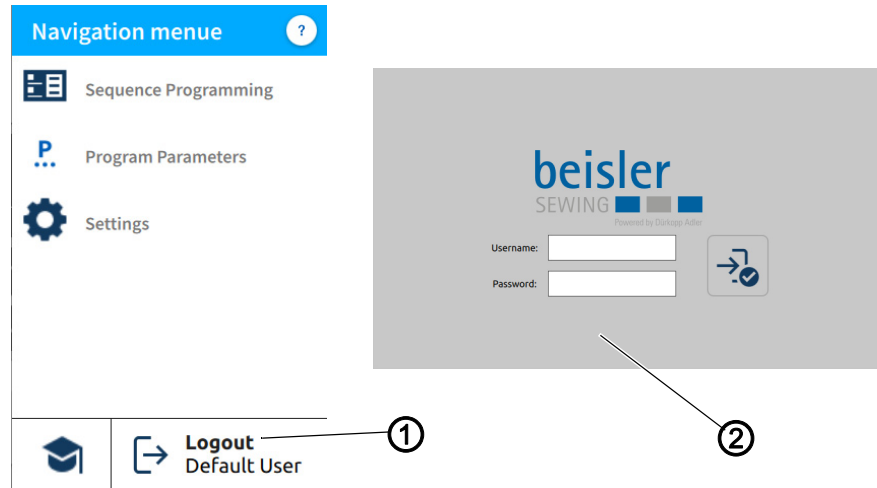 Navigation menue
?
Sequence Programming
P
Program Parameters
Settings
Logout
Default User
1
beisler
SEWING
Powered by Dürkopp Adler
Username:
Password:
2